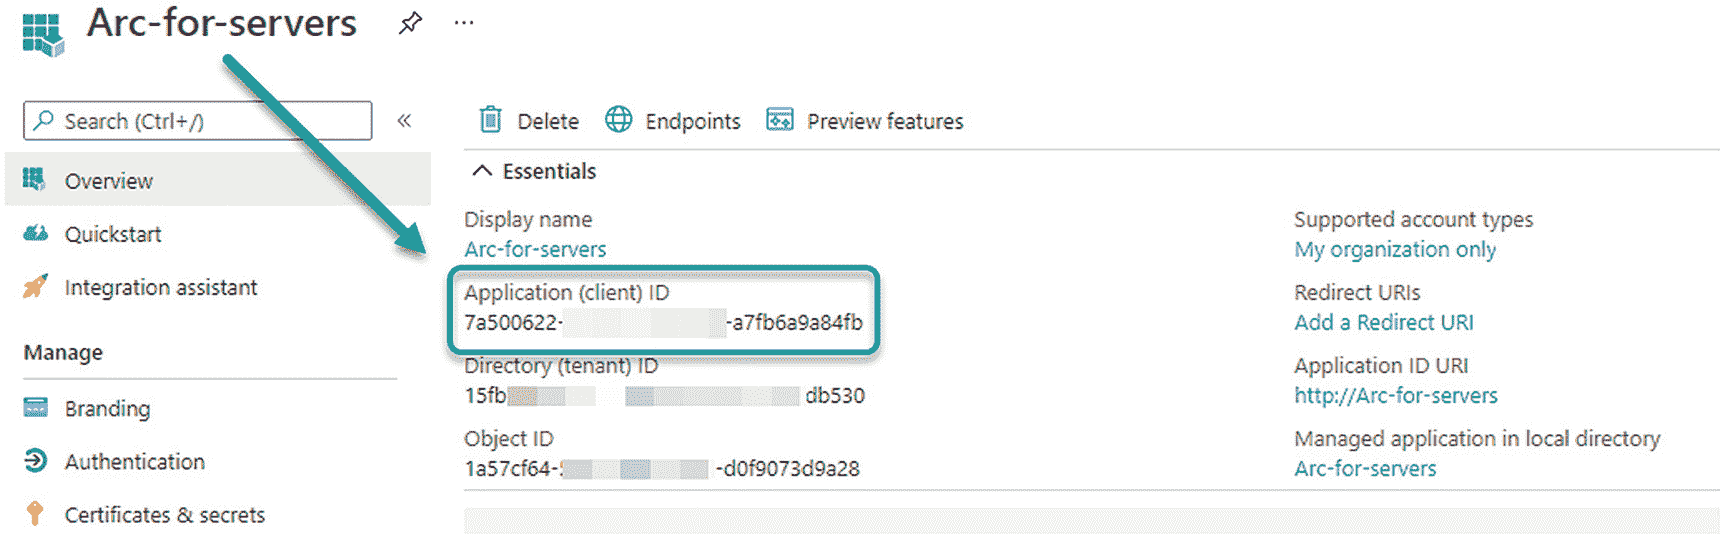 Arc-for-servers
Search (Ctrl+/)
Overview
Quickstart
Integration assistant
Manage
Branding
Authentication
Certificates & secrets
Delete Endpoints Preview features
Essentials
Display name
Arc-for-servers
Application (client) ID
7a500622- -a7fb6a9a84fb
Directory (tenant) ID
15fb db530
Object ID
1a57cf64- -d0f9073d9a28
Supported account types
My organization only
Redirect URIs
Add a Redirect URI
Application ID URI
http://Arc-for-servers
Managed application in local directory
Arc-for-servers